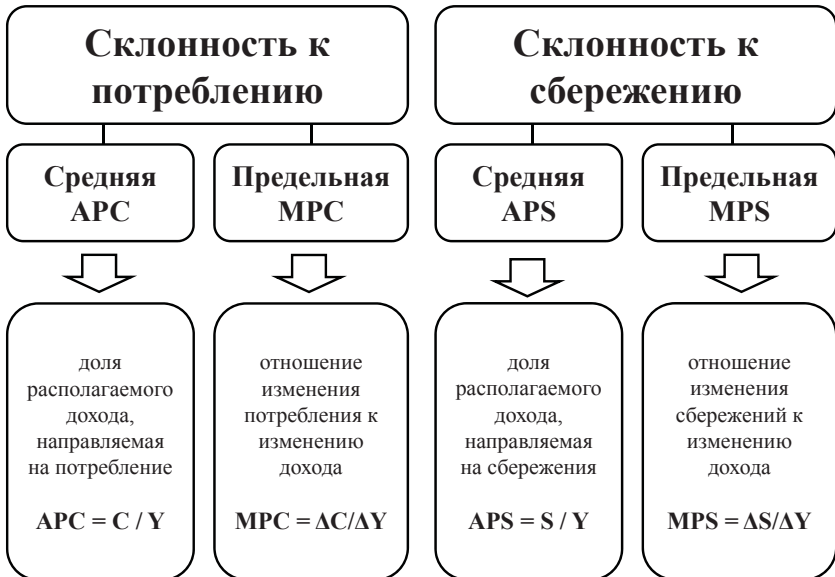 Склонность к
потреблению
Склонность к
сбережению
Средняя
APC
Предельная
MPC
Средняя
APS
Предельная
MPS
доля
располагаемого
дохода,
направляемая
на потребление
APC = C / Y
отношение
изменения
потребления к
изменению
дохода
MPC = ΔC/ΔY
доля
располагаемого
дохода,
направляемая
на сбережения
APS = S / Y
отношение
изменения
сбережений к
изменению
дохода
MPS = ΔS/ΔY